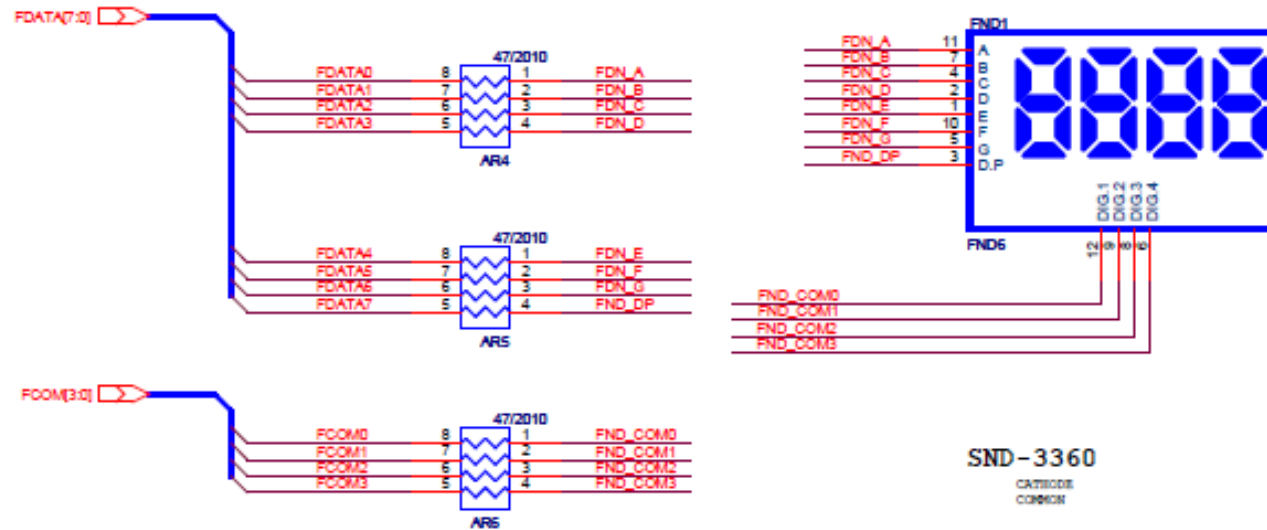 FDATA[7:0]
47/2010
FDATA0 8 1 FDN_A
FDATA1 7 2 FDN_B
FDATA2 6 3 FDN_C
FDATA3 5 4 FDN_D
AR4
47/2010
FDATA4 8 1 FDN_E
FDATA5 7 2 FDN_F
FDATA6 6 3 FDN_G
FDATA7 5 4 FND_DP
AR5
FCOM[3:0]
47/2010
FCOM0 8 1 FND_COM0
FCOM1 7 2 FND_COM1
FCOM2 6 3 FND_COM2
FCOM3 5 4 FND_COM3
AR6
FND1
FDN_A 11 A
FDN_B 7 B
FDN_C 4 C
FDN_D 2 D
FDN_E 1 E
FDN_F 10 F
FDN_G 5 G
FND_DP 3 D.P
DIG.1
DIG.2
DIG.3
DIG.4
FND6
12
9
8
6
FND_COM0
FND_COM1
FND_COM2
FND_COM3
SND-3360
CATHODE
COMMON